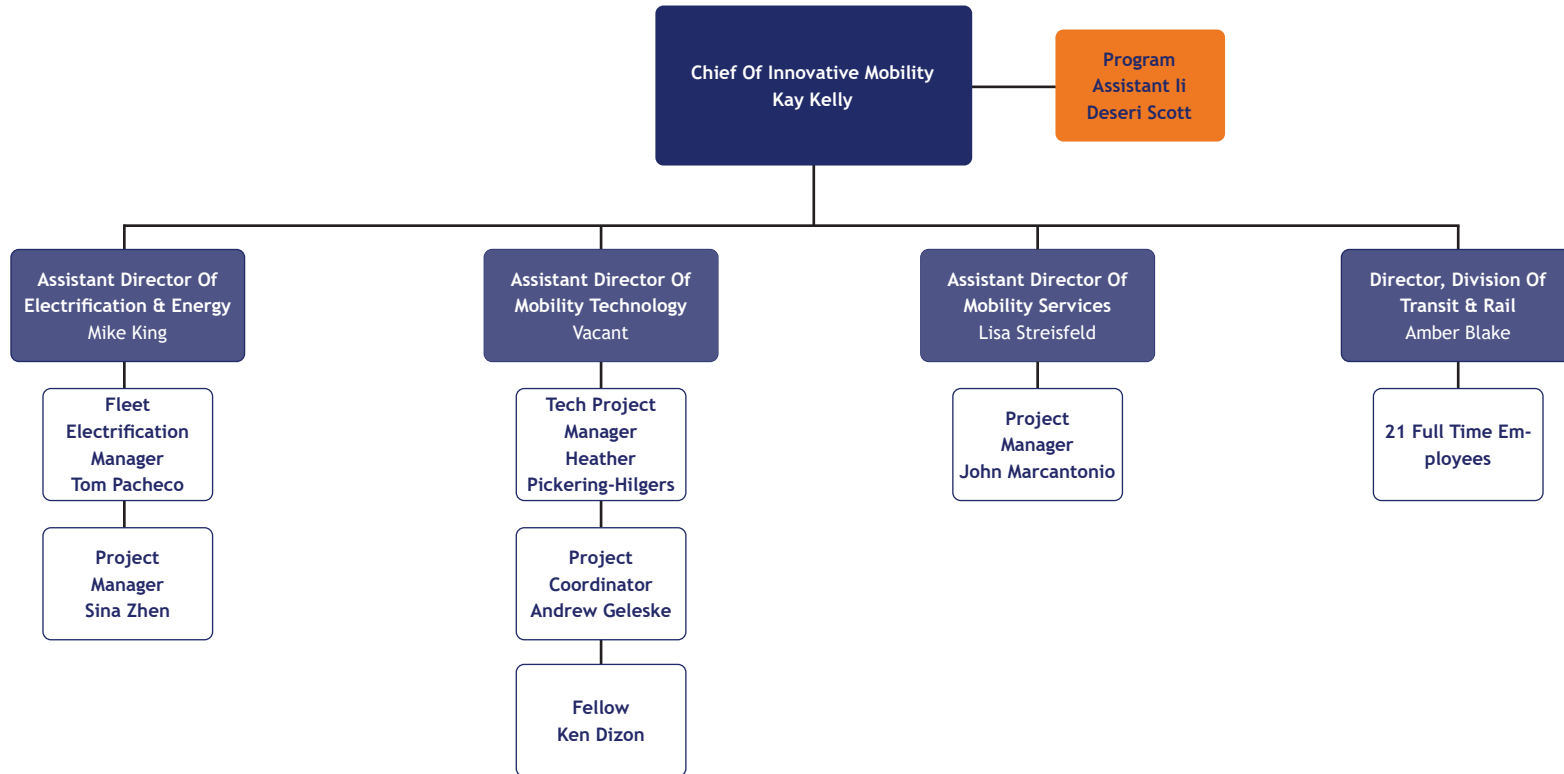 Chief Of Innovative Mobility
Kay Kelly
Program
Assistant Ii
Deseri Scott
Assistant Director Of
Electrification & Energy
Mike King
Assistant Director Of
Mobility Technology
Vacant
Assistant Director Of
Mobility Services
Lisa Streisfeld
Director, Division Of
Transit & Rail
Amber Blake
Fleet
Electrification
Manager
Tom Pacheco
Tech Project
Manager
Heather
Pickering-Hilgers
Project
Manager
John Marcantonio
21 Full Time Em-
ployees
Project
Manager
Sina Zhen
Project
Coordinator
Andrew Geleske
Fellow
Ken Dizon